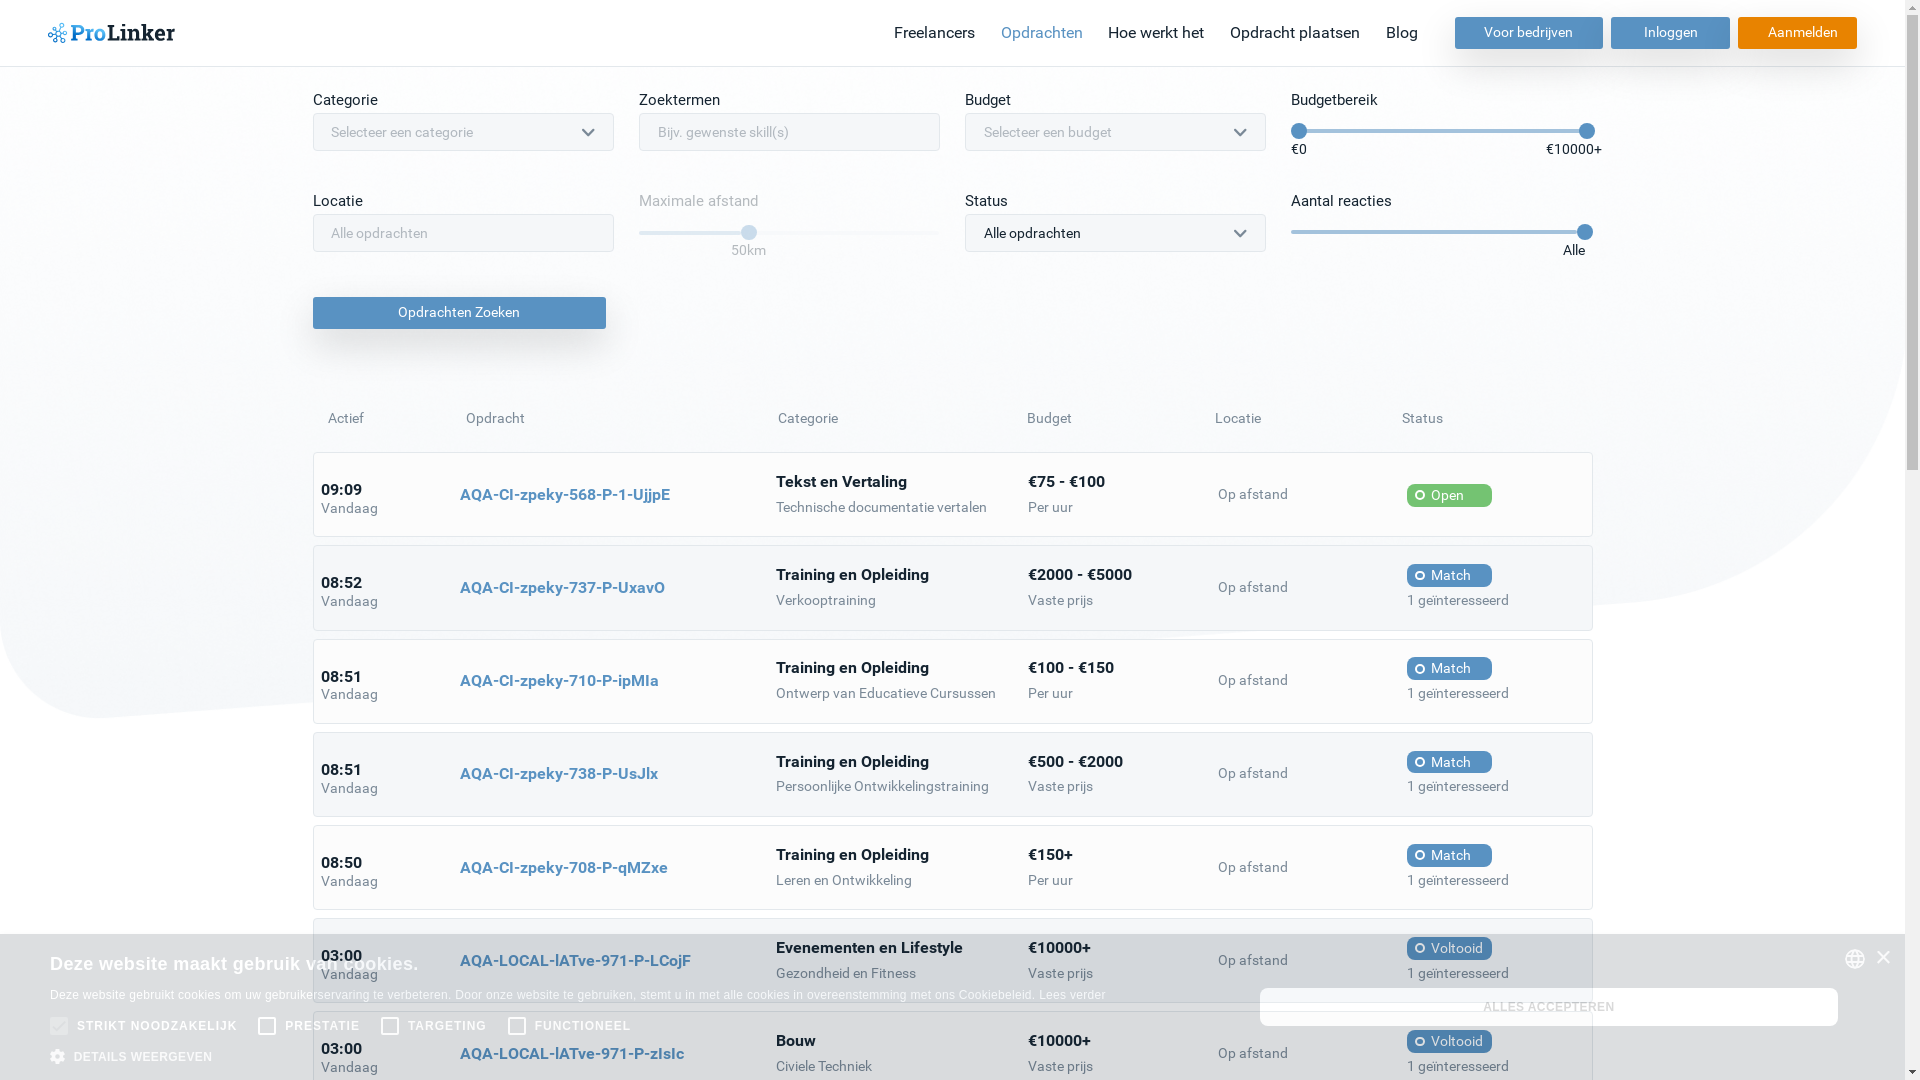 ProLinker
Freelancers Opdrachten Hoe werkt het Opdracht plaatsen Blog Voor bedrijven Inloggen Aanmelden
Categorie Zoektermen Budget Budgetbereik
Selecteer een categorie Bijv. gewenste skill(s) Selecteer een budget
€0 €10000+
Locatie Maximale afstand Status Aantal reacties
Alle opdrachten 50km Alle opdrachten Alle
Opdrachten Zoeken
Actief Opdracht Categorie Budget Locatie Status
09:09 AQA-CI-zpeky-568-P-1-UjjpE Tekst en Vertaling €75 - €100 Op afstand Open
Vandaag Technische documentatie vertalen Per uur
08:52 AQA-CI-zpeky-737-P-UxavO Training en Opleiding €2000 - €5000 Op afstand Match
Vandaag Verkooptraining Vaste prijs 1 geïnteresseerd
08:51 AQA-CI-zpeky-710-P-ipMIa Training en Opleiding €100 - €150 Op afstand Match
Vandaag Ontwerp van Educatieve Cursussen Per uur 1 geïnteresseerd
08:51 AQA-CI-zpeky-738-P-UsJlx Training en Opleiding €500 - €2000 Op afstand Match
Vandaag Persoonlijke Ontwikkelingstraining Vaste prijs 1 geïnteresseerd
08:50 AQA-CI-zpeky-708-P-qMZxe Training en Opleiding €150+ Op afstand Match
Vandaag Leren en Ontwikkeling Per uur 1 geïnteresseerd
03:00 AQA-LOCAL-lATve-971-P-LCojF Evenementen en Lifestyle €10000+ Op afstand Voltooid
Vandaag Gezondheid en Fitness Vaste prijs 1 geïnteresseerd
03:00 AQA-LOCAL-lATve-971-P-zIsIc Bouw €10000+ Op afstand Voltooid
Vandaag Civiele Techniek Vaste prijs 1 geïnteresseerd
Deze website maakt gebruik van cookies.
Deze website gebruikt cookies om uw gebruikerservaring te verbeteren. Door onze website te gebruiken, stemt u in met alle cookies in overeenstemming met ons Cookiebeleid. Lees verder
STRIKT NOODZAKELIJK PRESTATIE TARGETING FUNCTIONEEL
DETAILS WEERGEVEN
ALLES ACCEPTEREN
×